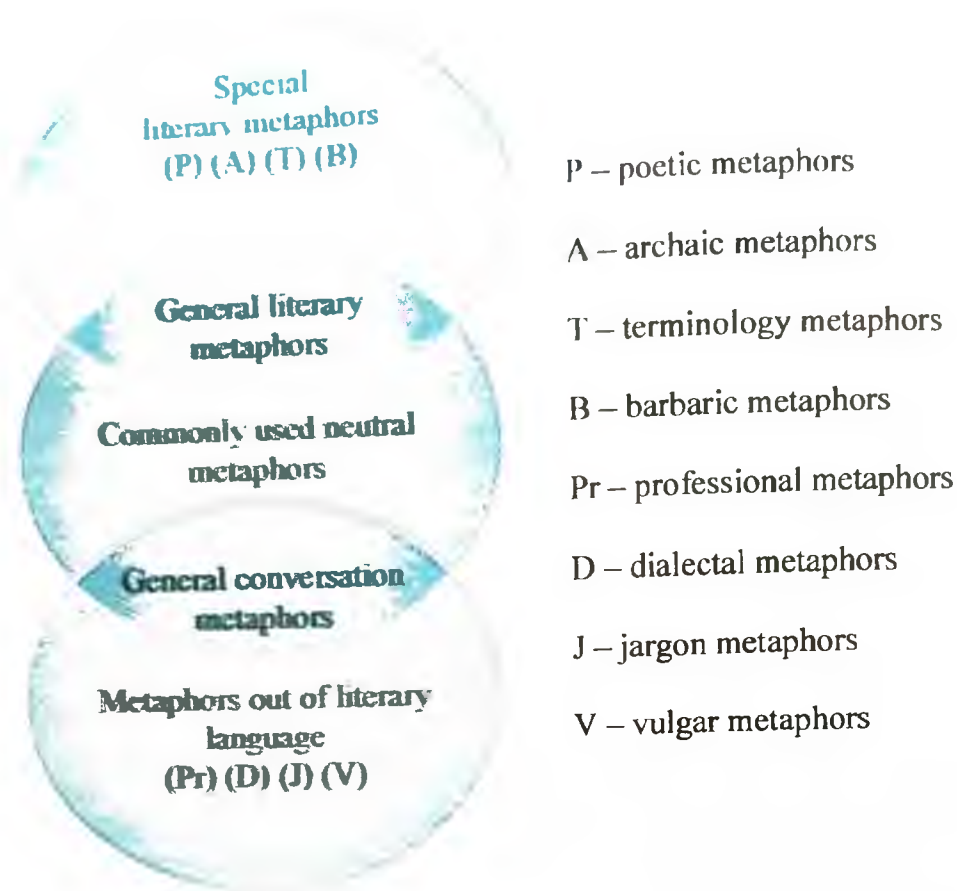 Special
literary metaphors
(P) (A) (T) (B)
General literary
metaphors
Commonly used neutral
metaphors
General conversation
metaphors
Metaphors out of literary
language
(Pr) (D) (J) (V)
P – poetic metaphors
A – archaic metaphors
T – terminology metaphors
B – barbaric metaphors
Pr – professional metaphors
D – dialectal metaphors
J – jargon metaphors
V – vulgar metaphors